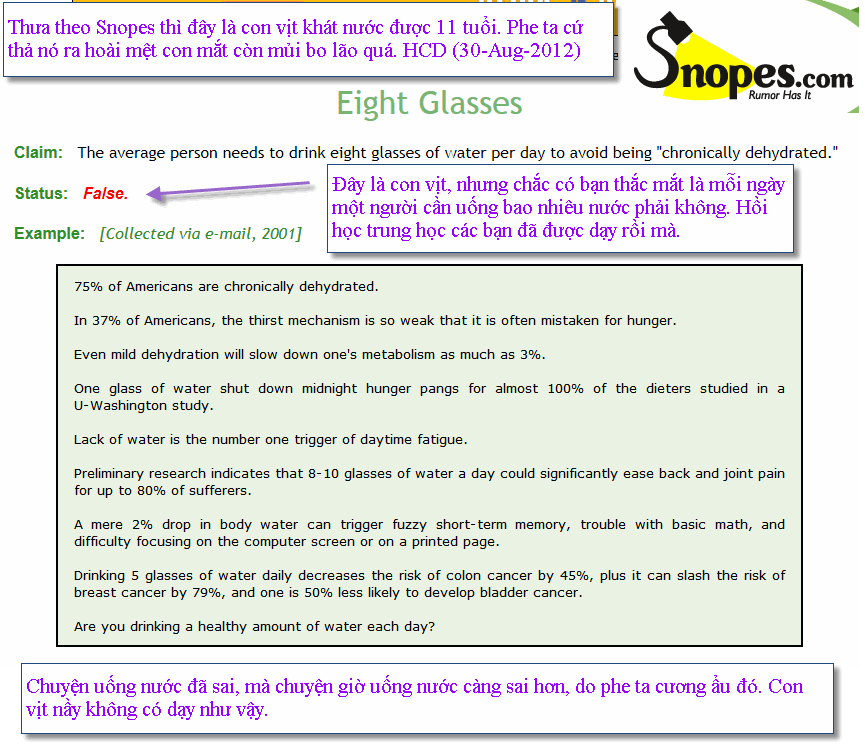 Thưa theo Snopes thì đây là con vịt khát nước được 11 tuổi. Phe ta cứ
thả nó ra hoài mệt con mắt còn mủi bo lão quá. HCD (30-Aug-2012)
Snopes.com
Rumor Has It
Eight Glasses
Claim: The average person needs to drink eight glasses of water per day to avoid being "chronically dehydrated."
Status: False.
Đây là con vịt, nhưng chắc có bạn thắc mắt là mỗi ngày
một người cần uống bao nhiêu nước phải không. Hồi
học trung học các bạn đã được dạy rồi mà.
Example: [Collected via e-mail, 2001]
75% of Americans are chronically dehydrated.
In 37% of Americans, the thirst mechanism is so weak that it is often mistaken for hunger.
Even mild dehydration will slow down one's metabolism as much as 3%.
One glass of water shut down midnight hunger pangs for almost 100% of the dieters studied in a
U-Washington study.
Lack of water is the number one trigger of daytime fatigue.
Preliminary research indicates that 8-10 glasses of water a day could significantly ease back and joint pain
for up to 80% of sufferers.
A mere 2% drop in body water can trigger fuzzy short-term memory, trouble with basic math, and
difficulty focusing on the computer screen or on a printed page.
Drinking 5 glasses of water daily decreases the risk of colon cancer by 45%, plus it can slash the risk of
breast cancer by 79%, and one is 50% less likely to develop bladder cancer.
Are you drinking a healthy amount of water each day?
Chuyện uống nước đã sai, mà chuyện giờ uống nước càng sai hơn, do phe ta cương ẩu đó. Con
vịt nầy không có dạy như vậy.